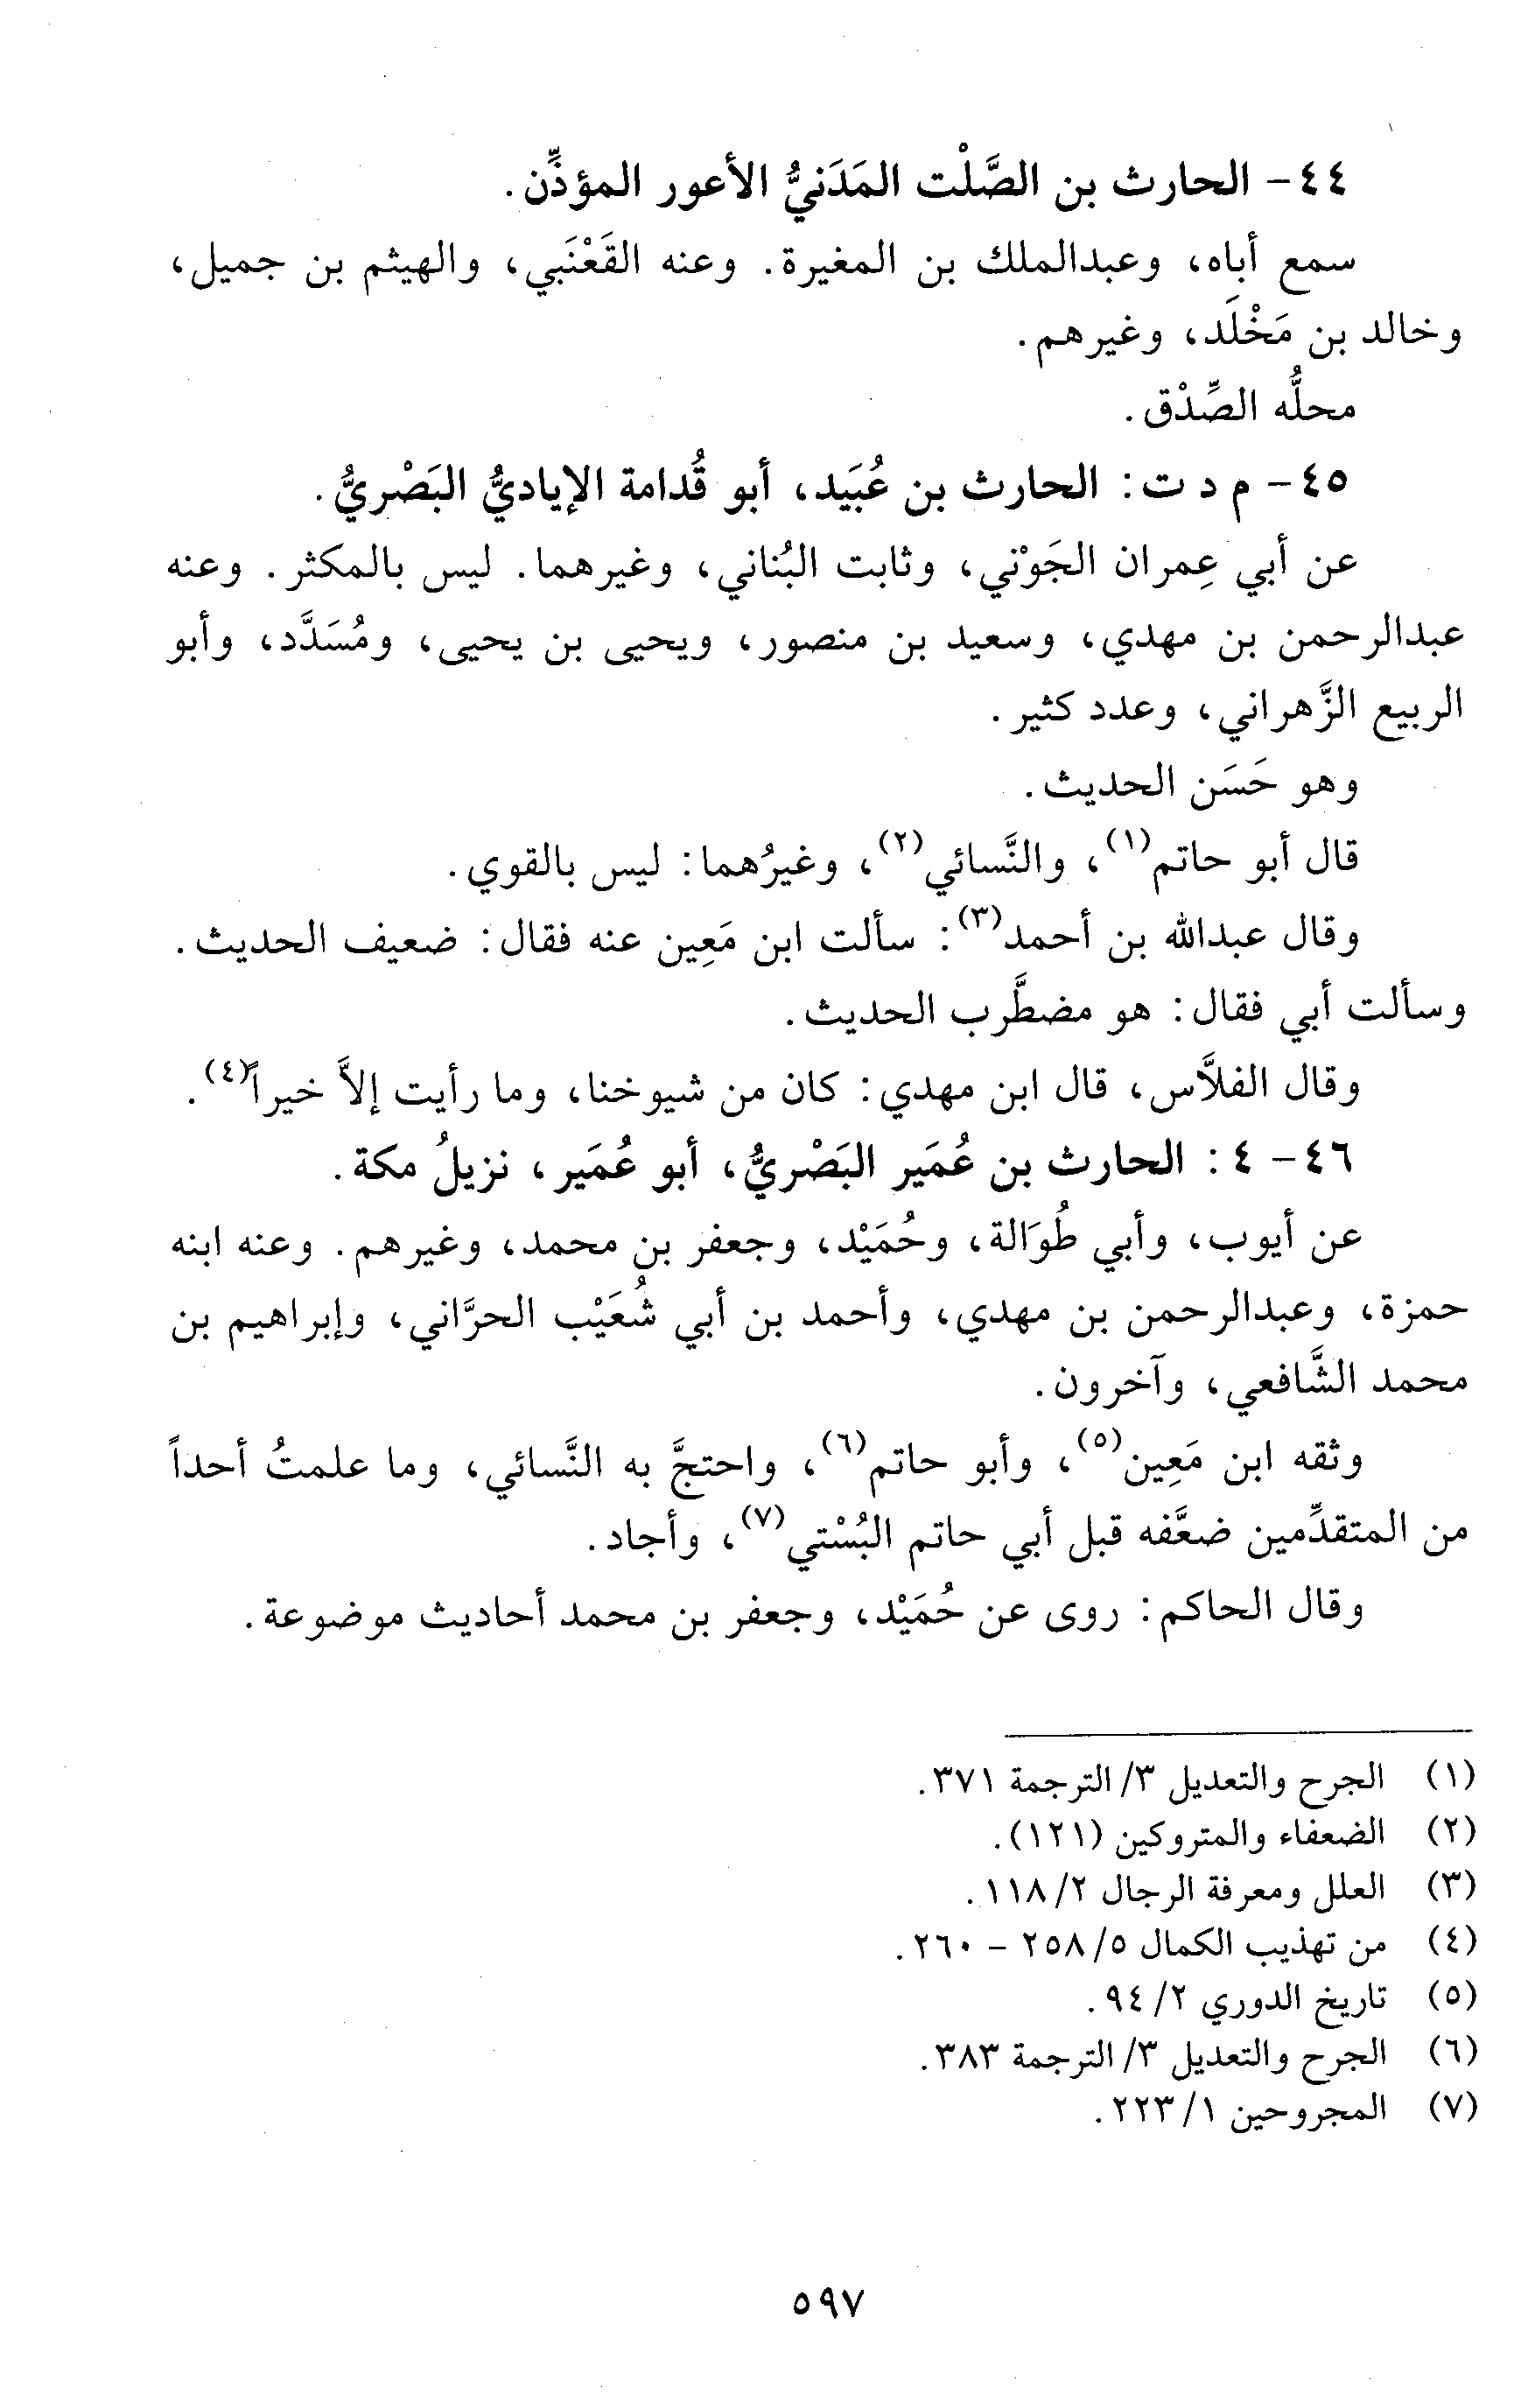 ٤٤- الحارث بن الصَّلْت المَدَنيُّ الأعور المؤذِّن.
سمع أباه، وعبدالملك بن المغيرة. وعنه القَعْنَبي، والهيثم بن جميل،
وخالد بن مَخْلَد، وغيرهم.
محلُّه الصِّدْق.
٤٥- م د ت: الحارث بن عُبَيد، أبو قُدامة الإياديُّ البَصْريُّ.
عن أبي عِمران الجَوْني، وثابت البُناني، وغيرهما. ليس بالمكثر. وعنه
عبدالرحمن بن مهدي، وسعيد بن منصور، ويحيى بن يحيى، ومُسَدَّد، وأبو
الربيع الزَّهراني، وعدد كثير.
وهو حَسَن الحديث.
قال أبو حاتم(١)، والنَّسائي(٢)، وغيرُهما: ليس بالقوي.
وقال عبدالله بن أحمد(٣): سألت ابن مَعِين عنه فقال: ضعيف الحديث.
وسألت أبي فقال: هو مضطَّرب الحديث.
وقال الفلاَّس، قال ابن مهدي: كان من شيوخنا، وما رأيت إلاَّ خيراً(٤).
٤٦- ٤: الحارث بن عُمَير البَصْريُّ، أبو عُمَير، نزيلُ مكة.
عن أيوب، وأبي طُوَالة، وحُمَيْد، وجعفر بن محمد، وغيرهم. وعنه ابنه
حمزة، وعبدالرحمن بن مهدي، وأحمد بن أبي شُعَيْب الحرَّاني، وإبراهيم بن
محمد الشَّافعي، وآخرون.
وثقه ابن مَعِين(٥)، وأبو حاتم(٦)، واحتجَّ به النَّسائي، وما علمتُ أحداً
من المتقدِّمين ضعَّفه قبل أبي حاتم البُسْتي(٧)، وأجاد.
وقال الحاكم: روى عن حُمَيْد، وجعفر بن محمد أحاديث موضوعة.
(١) الجرح والتعديل ٣/ الترجمة ٣٧١.
(٢) الضعفاء والمتروكين (١٢١).
(٣) العلل ومعرفة الرجال ٢/ ١١٨.
(٤) من تهذيب الكمال ٥/ ٢٥٨ - ٢٦٠.
(٥) تاريخ الدوري ٢/ ٩٤.
(٦) الجرح والتعديل ٣/ الترجمة ٣٨٣.
(٧) المجروحين ١/ ٢٢٣.
٥٩٧